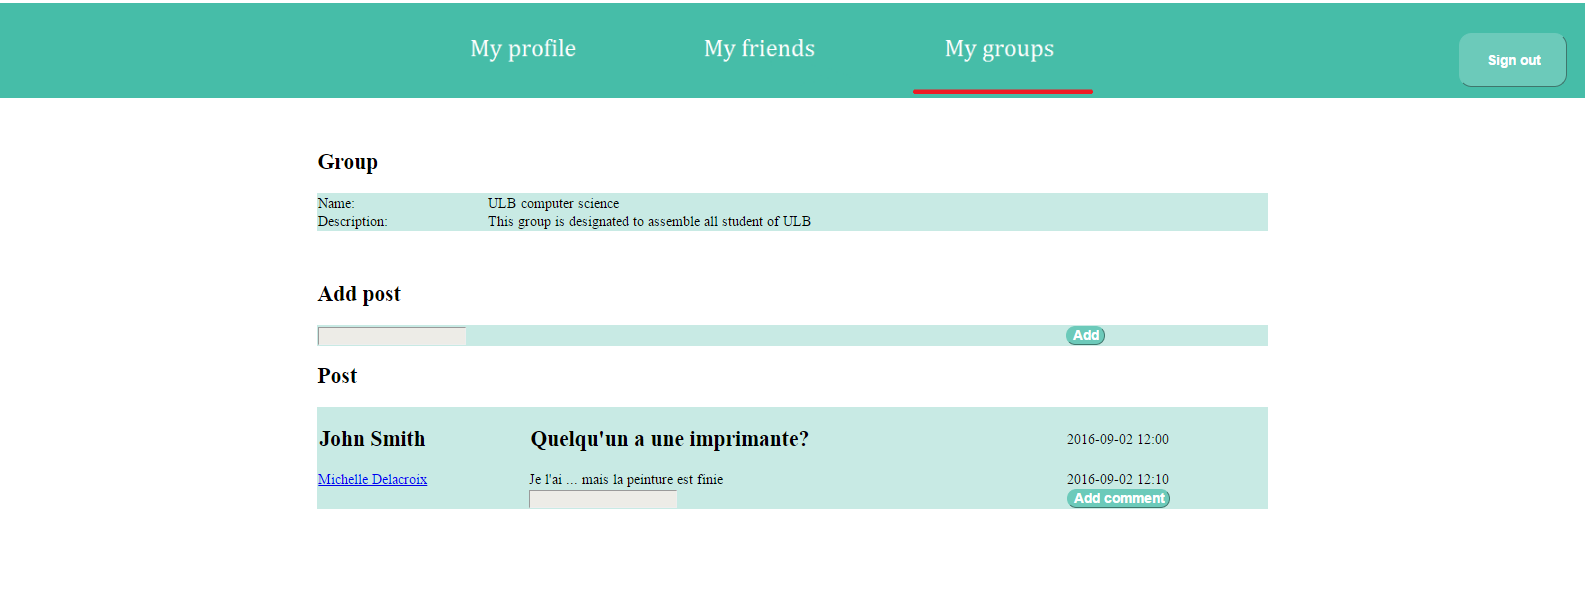 My profile My friends My groups
Sign out
Group
Name: ULB computer science
Description: This group is designated to assemble all student of ULB
Add post
Add
Post
John Smith Quelqu'un a une imprimante? 2016-09-02 12:00
Michelle Delacroix Je l'ai ... mais la peinture est finie 2016-09-02 12:10
Add comment